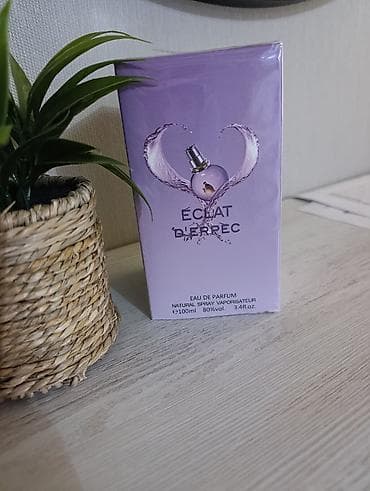 ECLAT
D'ERPEC
EAU DE PARFUM
NATURAL SPRAY VAPORISATEUR
℮100ml 80%vol. 3.4fl.oz.